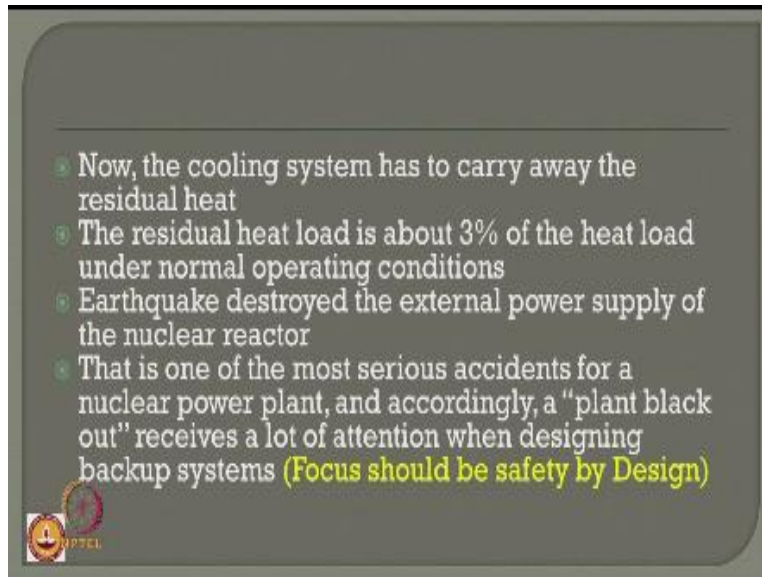 Now, the cooling system has to carry away the
residual heat
The residual heat load is about 3% of the heat load
under normal operating conditions
Earthquake destroyed the external power supply of
the nuclear reactor
That is one of the most serious accidents for a
nuclear power plant, and accordingly, a “plant black
out” receives a lot of attention when designing
backup systems (Focus should be safety by Design)
NPTEL